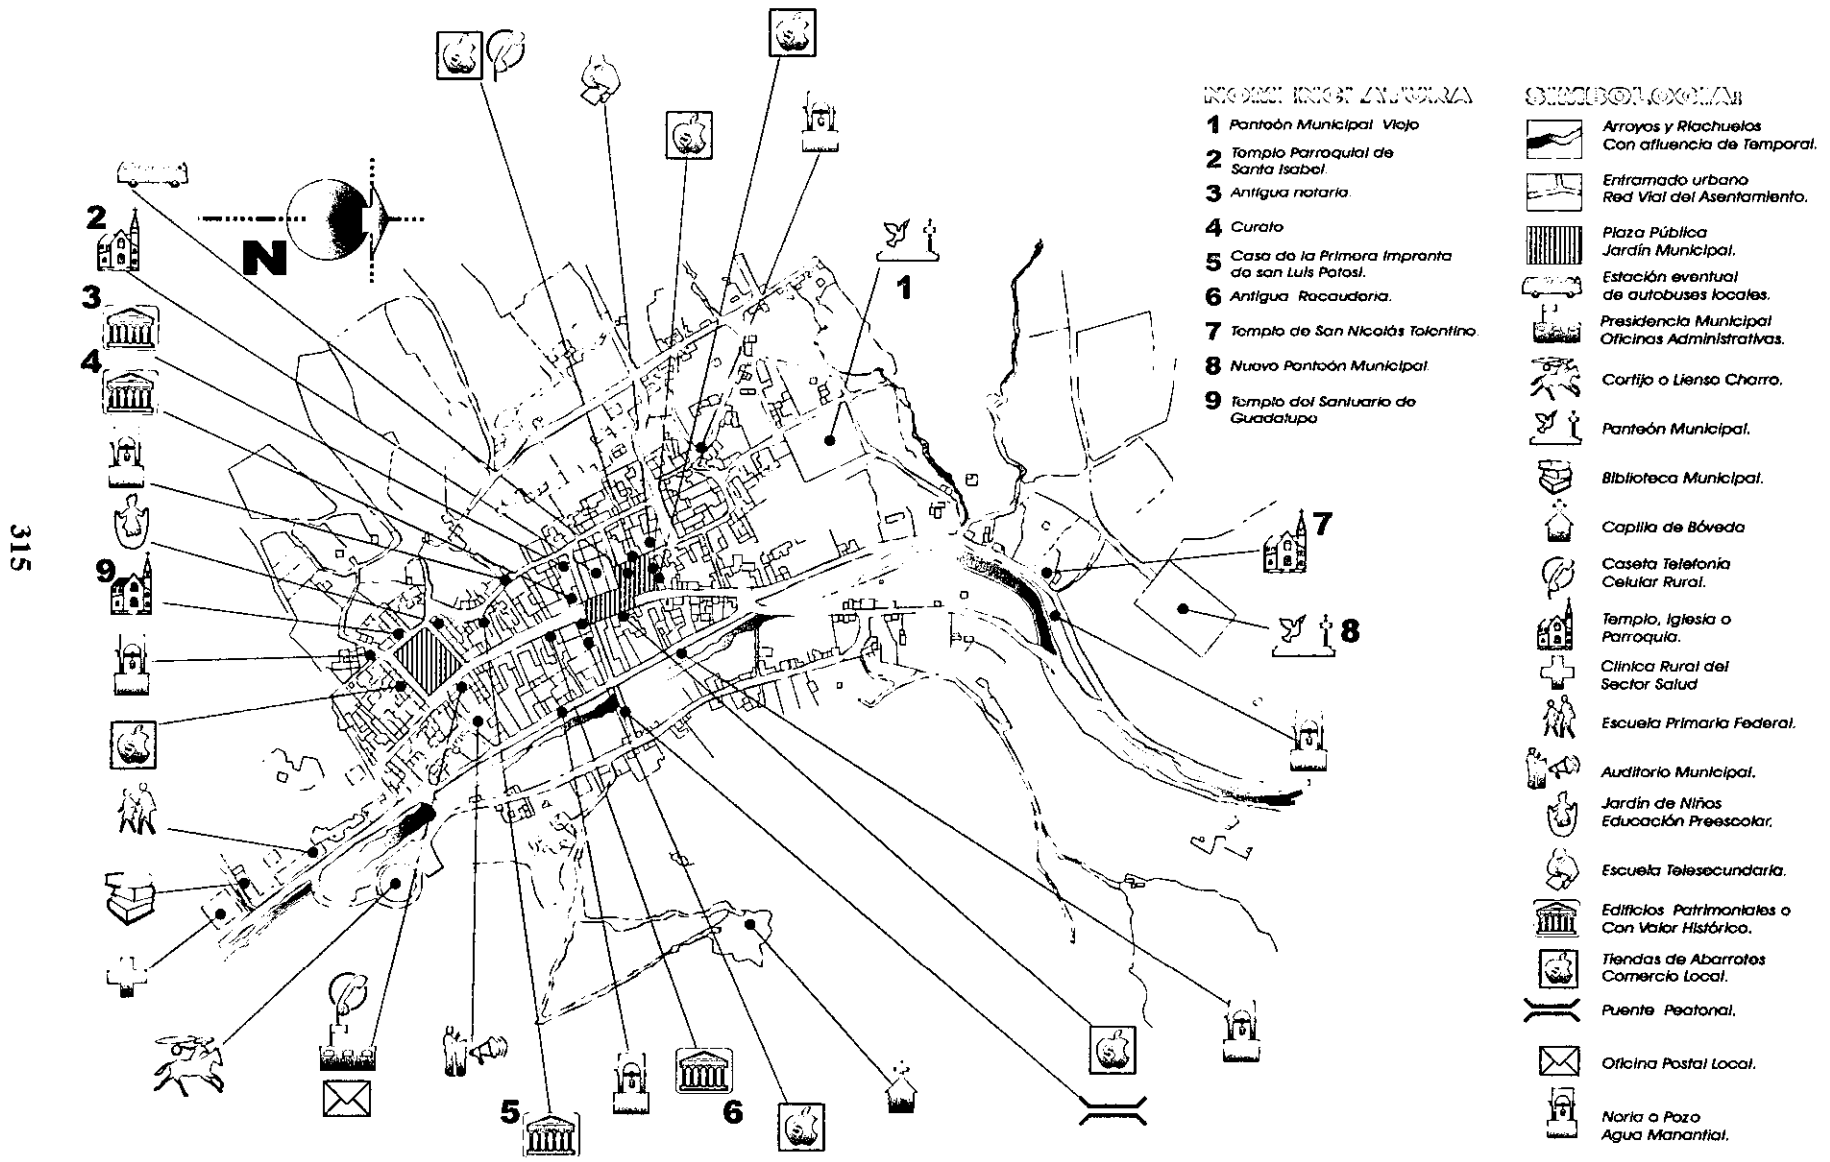 N
2
3
4
9
1
7
8
5
6
315
NOMENCLATURA
1 Panteón Municipal Viejo
2 Templo Parroquial de
Santa Isabel
3 Antigua notaría.
4 Curato
5 Casa de la Primera Imprenta
de san Luis Potosí.
6 Antigua Recaudería.
7 Templo de San Nicolás Tolentino.
8 Nuevo Panteón Municipal
9 Templo del Santuario de
Guadalupe
SIMBOLOGIA:
Arroyos y Riachuelos
Con afluencia de Temporal.
Entramado urbano
Red Vial del Asentamiento.
Plaza Pública
Jardín Municipal.
Estación eventual
de autobuses locales.
Presidencia Municipal
Oficinas Administrativas.
Cortijo o Lienso Charro.
Panteón Municipal.
Biblioteca Municipal.
Capilla de Bóveda
Caseta Telefonía
Celular Rural.
Templo, Iglesia o
Parroquia.
Clínica Rural del
Sector Salud
Escuela Primaria Federal.
Auditorio Municipal.
Jardín de Niños
Educación Preescolar.
Escuela Telesecundaria.
Edificios Patrimoniales o
Con Valor Histórico.
Tiendas de Abarrotes
Comercio Local.
Puente Peatonal.
Oficina Postal Local.
Noria o Pozo
Agua Manantial.